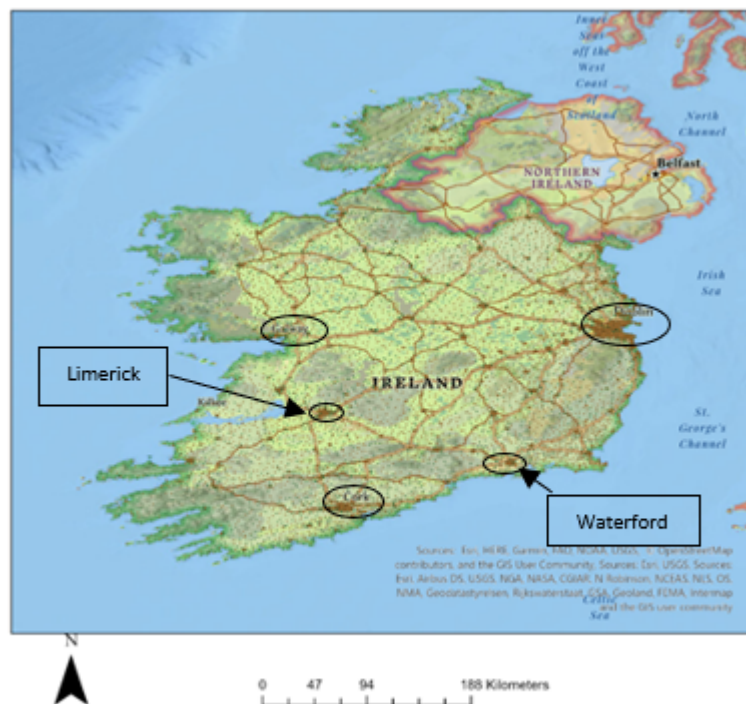 Inner
Seas
off the
West
Coast
of
Scotland
North
Channel
Belfast
NORTHERN
IRELAND
Irish
Sea
Dublin
Galway
Limerick
IRELAND
Kilkee
St.
George's
Channel
Cork
Waterford
Sources: Esri, HERE, Garmin, FAO, NOAA, USGS, © OpenStreetMap
contributors, and the GIS User Community, Sources: Esri, USGS, Sources:
Esri, Airbus DS, USGS, NGA, NASA, CGIAR, N Robinson, NCEAS, NLS, OS,
NMA, Geodatastyrelsen, Rijkswaterstaat, GSA, Geoland, FEMA, Intermap
and the GIS user community
Celtic
Sea
N
0 47 94 188 Kilometers